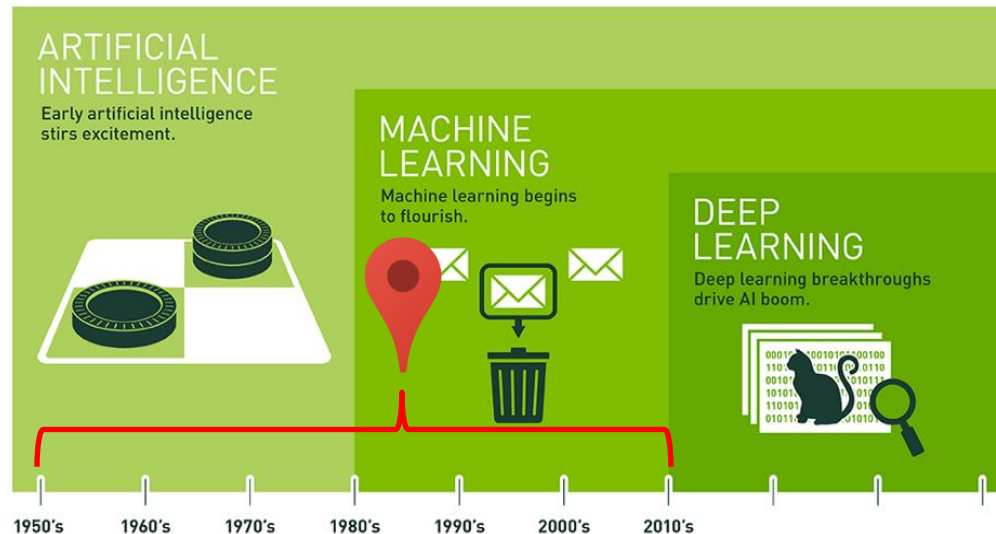 ARTIFICIAL
INTELLIGENCE
Early artificial intelligence
stirs excitement.
MACHINE
LEARNING
Machine learning begins
to flourish.
DEEP
LEARNING
Deep learning breakthroughs
drive AI boom.
1950's
1960's
1970's
1980's
1990's
2000's
2010's